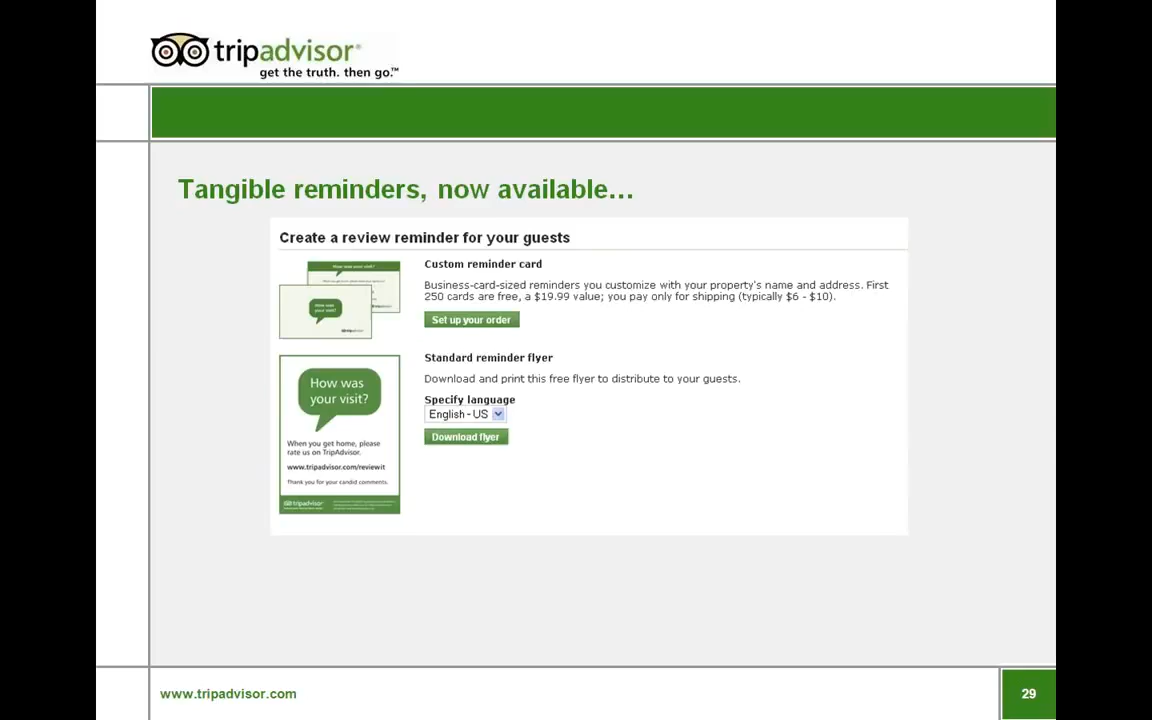 tripadvisor®
get the truth. then go.™
Tangible reminders, now available...
Create a review reminder for your guests
Custom reminder card
Business-card-sized reminders you customize with your property's name and address. First
250 cards are free, a $19.99 value; you pay only for shipping (typically $6 - $10).
How was
your visit?
Set up your order
Standard reminder flyer
Download and print this free flyer to distribute to your guests.
Specify language
English - US
Download flyer
How was
your visit?
When you get home, please
rate us on TripAdvisor.
www.tripadvisor.com/reviewit
Thank you for your candid comments.
tripadvisor
www.tripadvisor.com
29